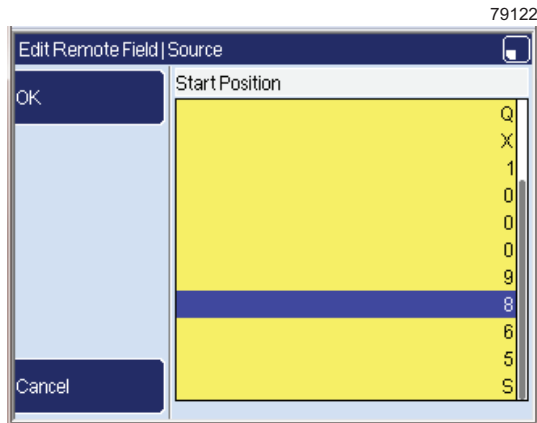 79122
Edit Remote Field | Source
OK
Start Position
Q
X
1
0
0
0
9
8
6
5
S
Cancel